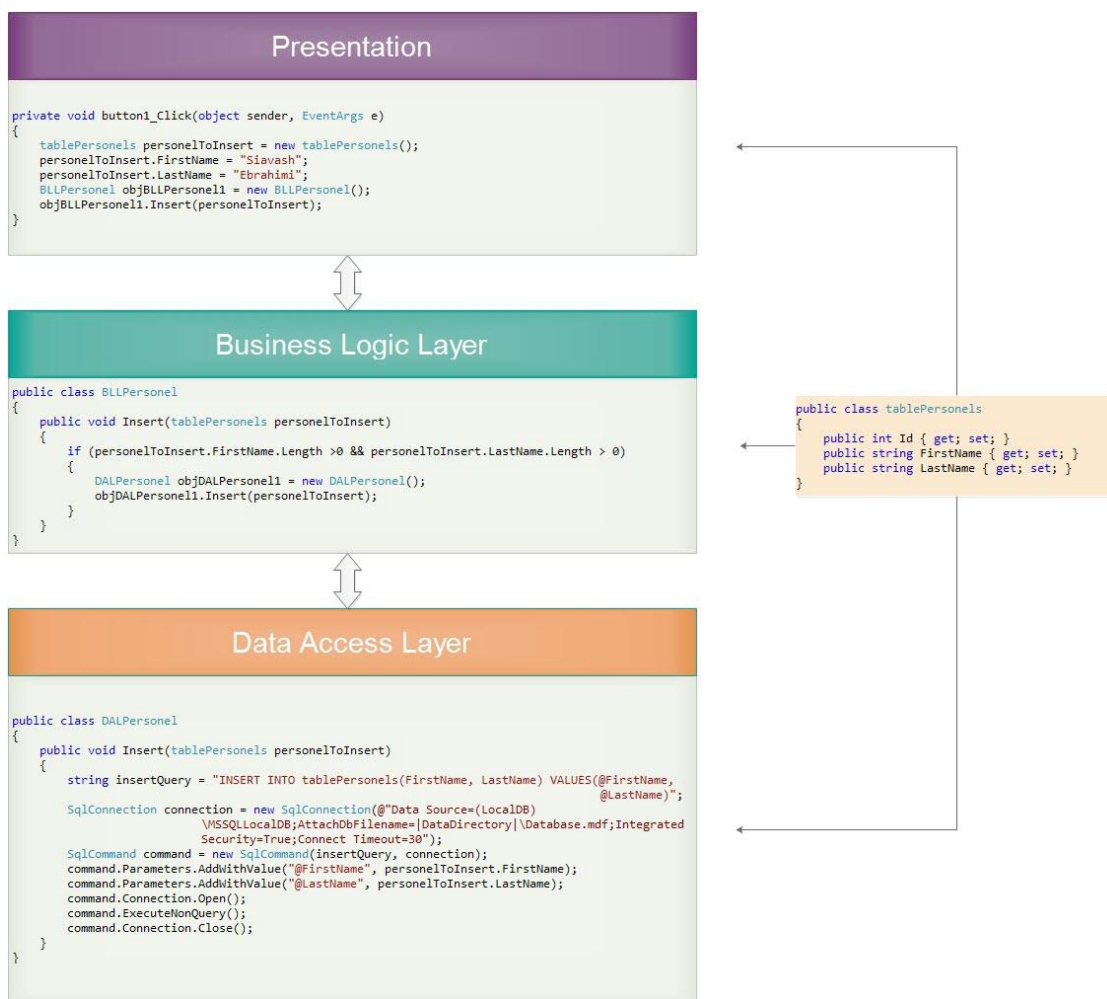 Presentation
private void button1_Click(object sender, EventArgs e)
{
tablePersonels personelToInsert = new tablePersonels();
personelToInsert.FirstName = "Siavash";
personelToInsert.LastName = "Ebrahimi";
BLLPersonel objBLLPersonel1 = new BLLPersonel();
objBLLPersonel1.Insert(personelToInsert);
}
Business Logic Layer
public class BLLPersonel
{
public void Insert(tablePersonels personelToInsert)
{
if (personelToInsert.FirstName.Length >0 && personelToInsert.LastName.Length > 0)
{
DALPersonel objDALPersonel1 = new DALPersonel();
objDALPersonel1.Insert(personelToInsert);
}
}
}
public class tablePersonels
{
public int Id { get; set; }
public string FirstName { get; set; }
public string LastName { get; set; }
}
Data Access Layer
public class DALPersonel
{
public void Insert(tablePersonels personelToInsert)
{
string insertQuery = "INSERT INTO tablePersonels(FirstName, LastName) VALUES(@FirstName,
@LastName)";
SqlConnection connection = new SqlConnection(@"Data Source=(LocalDB)
\MSSQLLocalDB;AttachDbFilename=|DataDirectory|\Database.mdf;Integrated
Security=True;Connect Timeout=30");
SqlCommand command = new SqlCommand(insertQuery, connection);
command.Parameters.AddWithValue("@FirstName", personelToInsert.FirstName);
command.Parameters.AddWithValue("@LastName", personelToInsert.LastName);
command.Connection.Open();
command.ExecuteNonQuery();
command.Connection.Close();
}
}